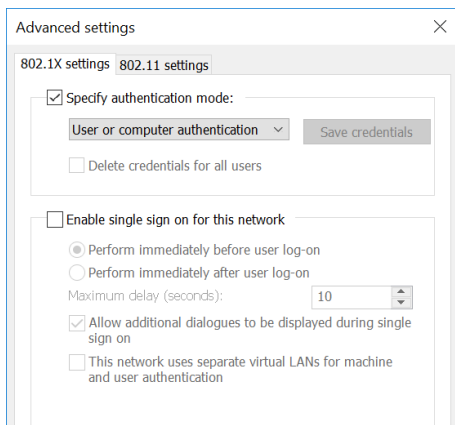 Advanced settings
802.1X settings 802.11 settings
Specify authentication mode:
User or computer authentication Save credentials
Delete credentials for all users
Enable single sign on for this network
Perform immediately before user log-on
Perform immediately after user log-on
Maximum delay (seconds): 10
Allow additional dialogues to be displayed during single
sign on
This network uses separate virtual LANs for machine
and user authentication